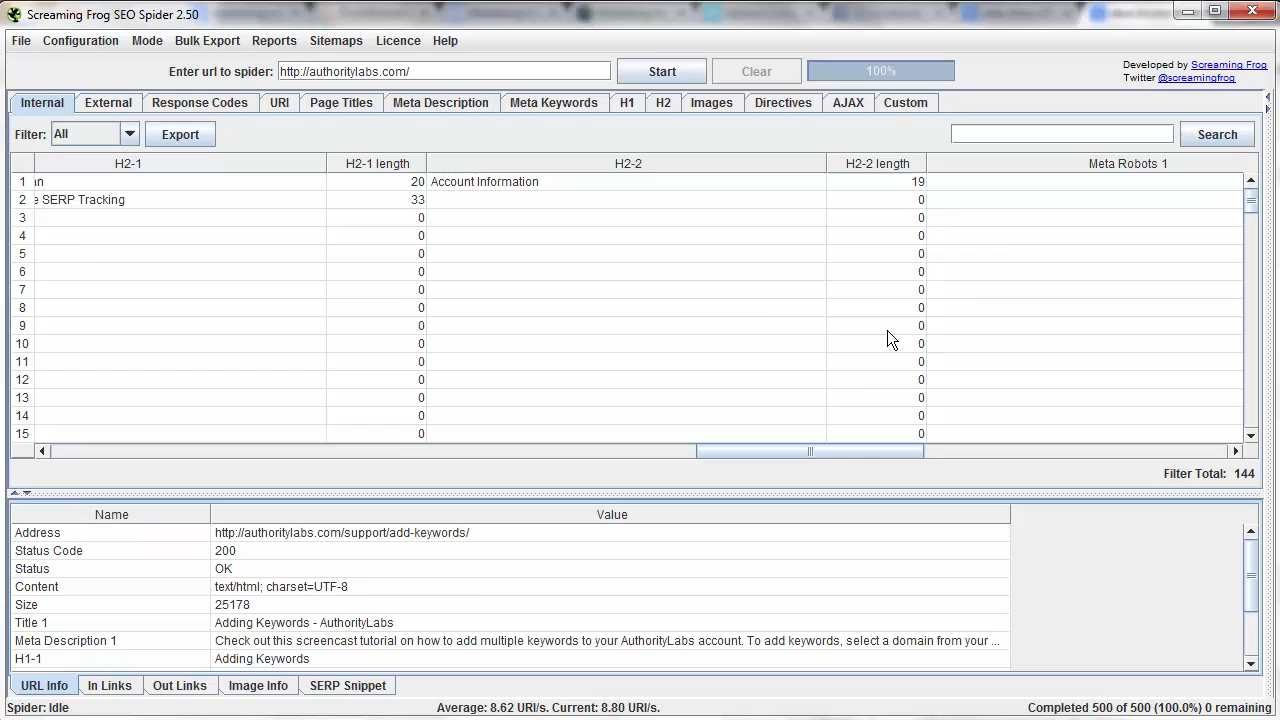 Screaming Frog SEO Spider 2.50
File Configuration Mode Bulk Export Reports Sitemaps Licence Help
Enter url to spider: http://authoritylabs.com/ Start Clear 100%
Developed by Screaming Frog
Twitter @screamingfrog
Internal External Response Codes URI Page Titles Meta Description Meta Keywords H1 H2 Images Directives AJAX Custom
Filter: All Export Search
H2-1 H2-1 length H2-2 H2-2 length Meta Robots 1
1 an 20 Account Information 19
2 e SERP Tracking 33 0
3 0 0
4 0 0
5 0 0
6 0 0
7 0 0
8 0 0
9 0 0
10 0 0
11 0 0
12 0 0
13 0 0
14 0 0
15 0 0
Filter Total: 144
Name Value
Address http://authoritylabs.com/support/add-keywords/
Status Code 200
Status OK
Content text/html; charset=UTF-8
Size 25178
Title 1 Adding Keywords - AuthorityLabs
Meta Description 1 Check out this screencast tutorial on how to add multiple keywords to your AuthorityLabs account. To add keywords, select a domain from your ...
H1-1 Adding Keywords
URL Info In Links Out Links Image Info SERP Snippet
Spider: Idle Average: 8.62 URI/s. Current: 8.80 URI/s. Completed 500 of 500 (100.0%) 0 remaining